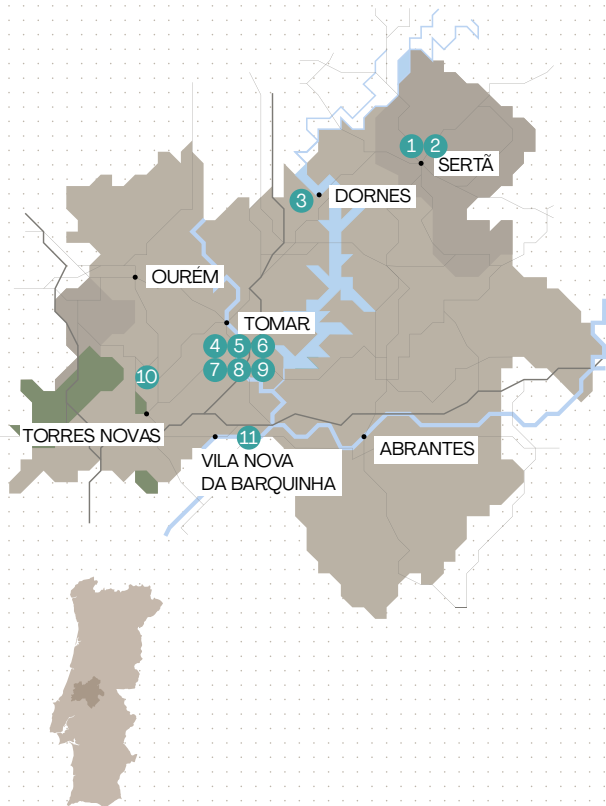 1 2
SERTÃ
3
DORNES
OURÉM
TOMAR
4 5 6
7 8 9
10
TORRES NOVAS
11
ABRANTES
VILA NOVA
DA BARQUINHA